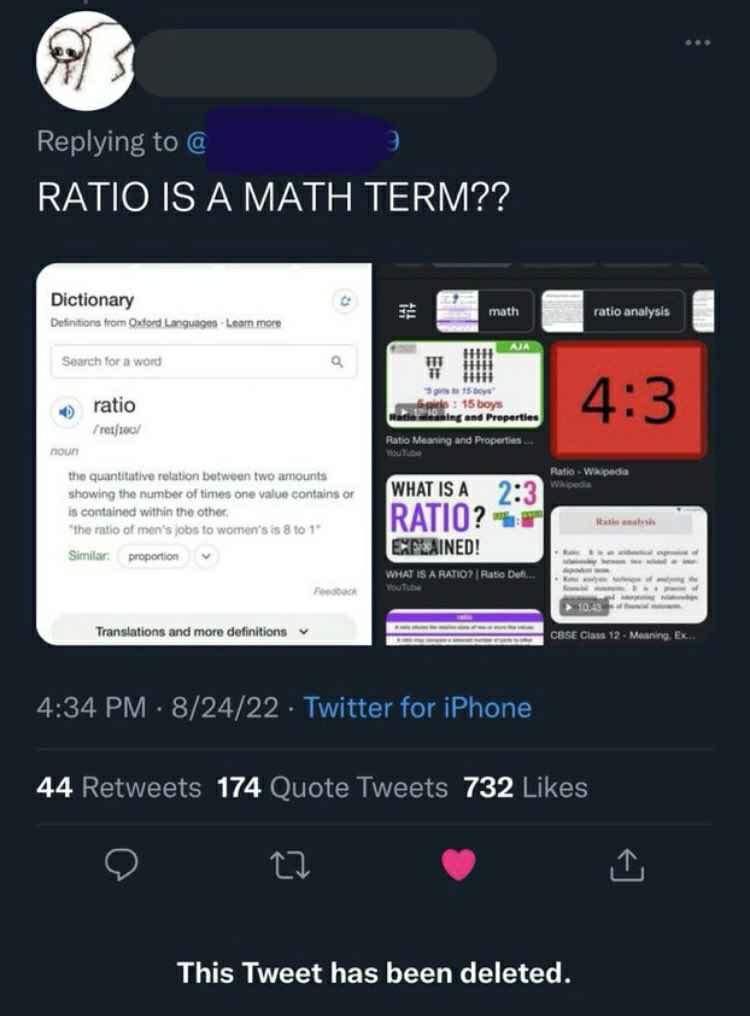 Replying to @
RATIO IS A MATH TERM??
Dictionary
Definitions from Oxford Languages · Learn more
Search for a word
ratio
/ˈreɪʃɪəʊ/
noun
the quantitative relation between two amounts
showing the number of times one value contains or
is contained within the other.
"the ratio of men's jobs to women's is 8 to 1"
Similar: proportion
Feedback
Translations and more definitions
math
ratio analysis
AJA
"5 girls to 15 boys"
5 girls : 15 boys
Ratio Meaning and Properties
Ratio Meaning and Properties ...
YouTube
4:3
Ratio - Wikipedia
Wikipedia
WHAT IS A 2:3
RATIO?
EXPLAINED!
WHAT IS A RATIO? | Ratio Defi...
YouTube
Ratio analysis
10:43
CBSE Class 12 - Meaning, Ex...
ratio
4:34 PM · 8/24/22 · Twitter for iPhone
44 Retweets 174 Quote Tweets 732 Likes
This Tweet has been deleted.